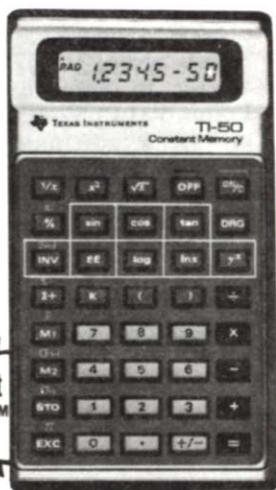 RAD 1,2345-50
TEXAS INSTRUMENTS TI-50
Constant Memory
1/x x² √x OFF
% sin cos tan DRG
INV EE log lnx yˣ
Σ+ K ( ) ÷
M1 7 8 9 ×
M2 4 5 6 −
STO 1 2 3 +
EXC 0 . +/− =